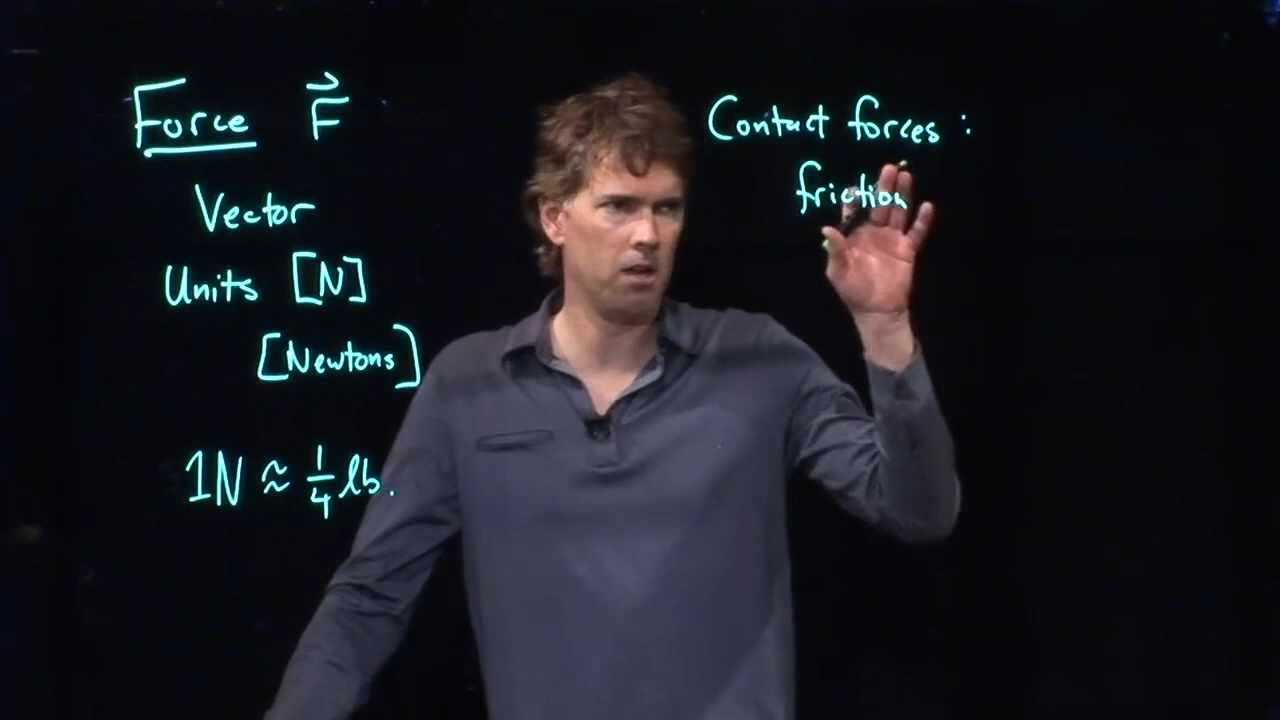 Force F⃗
Vector
Units [N]
[Newtons]
1N ≈ 1/4 lb.
Contact forces :
friction